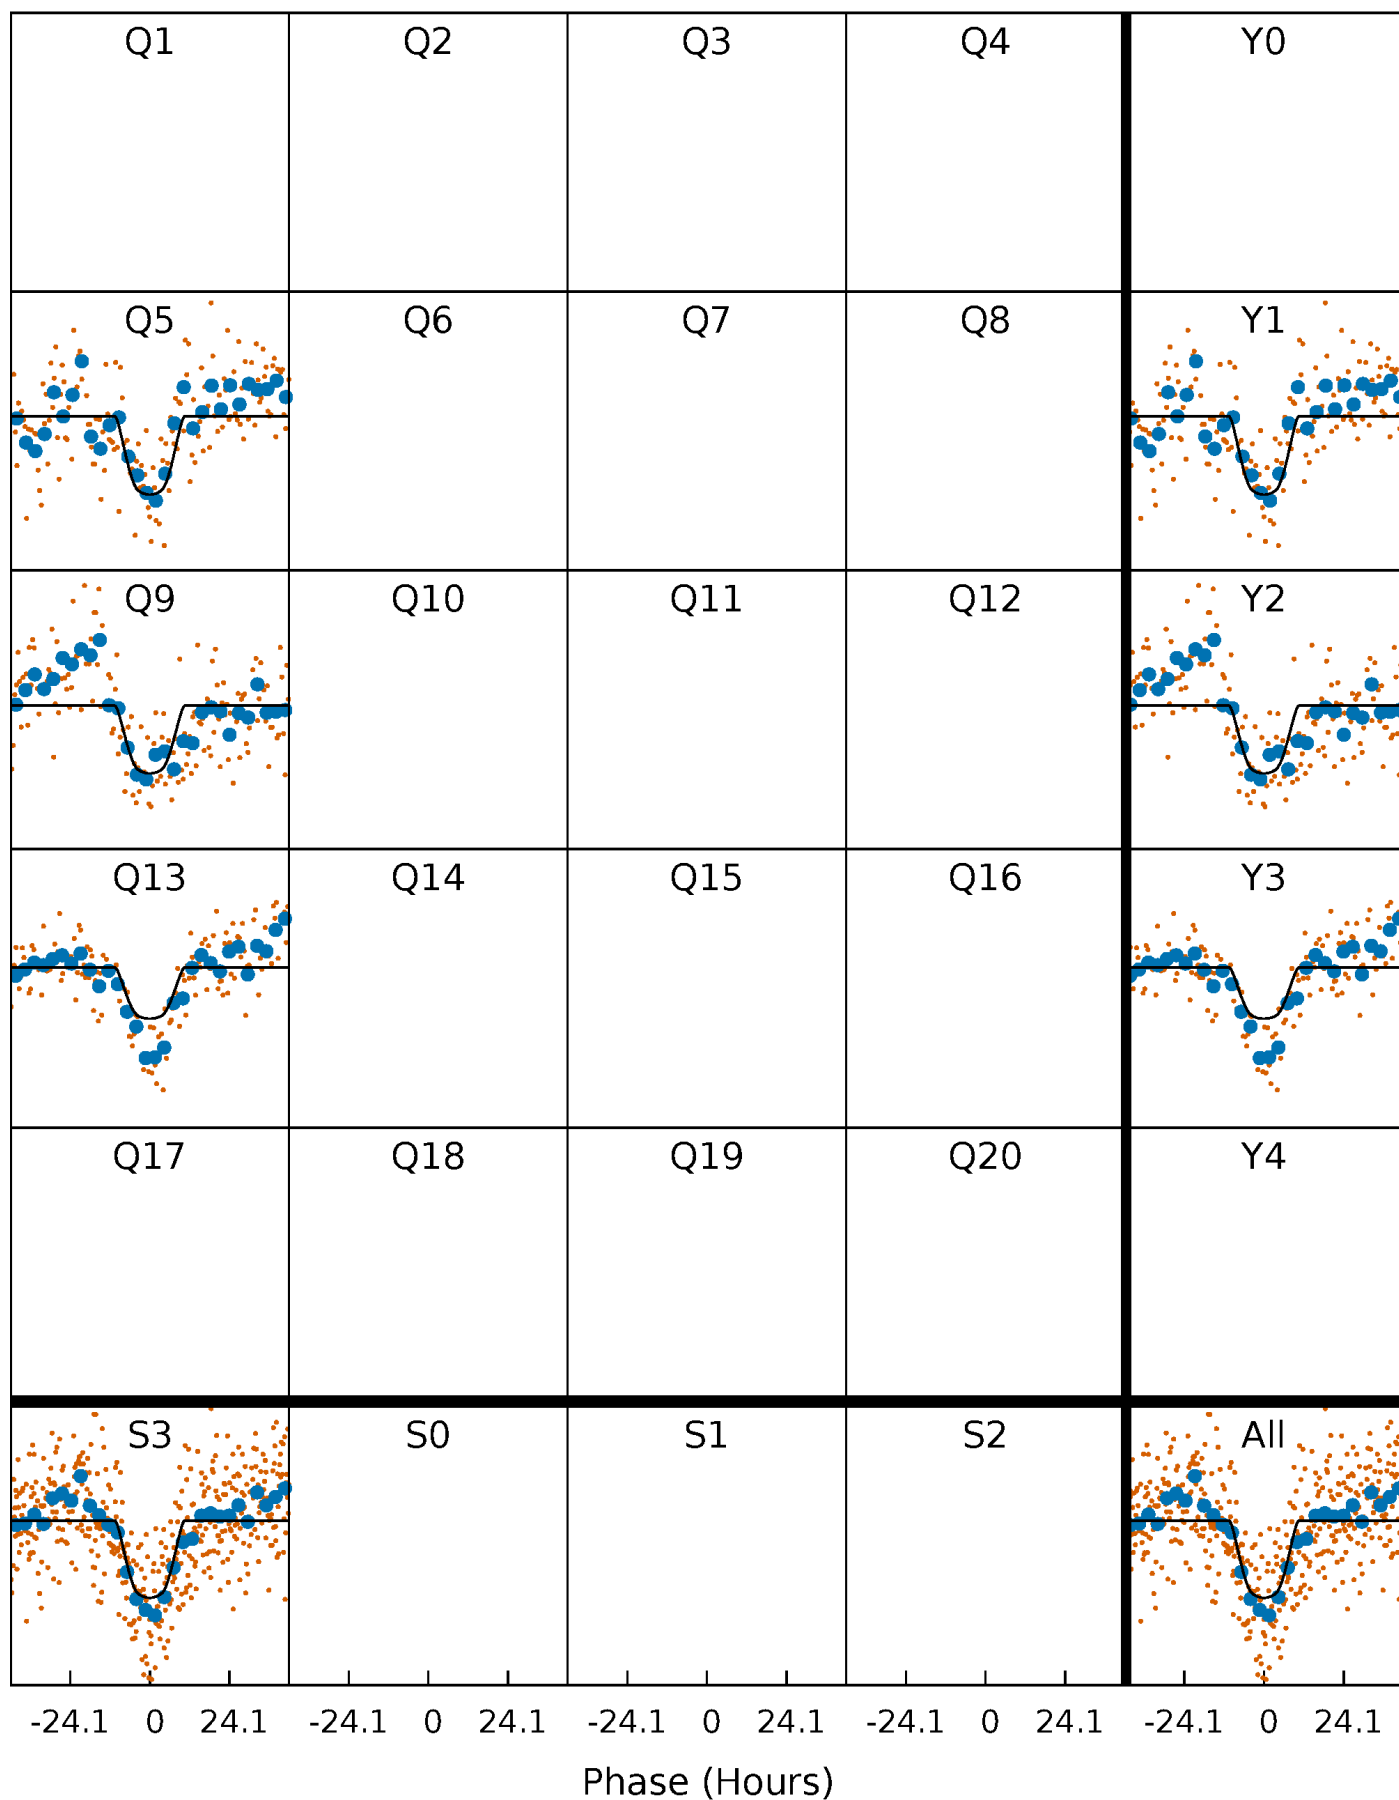 Q1 Q2 Q3 Q4 Y0
Q5 Q6 Q7 Q8 Y1
Q9 Q10 Q11 Q12 Y2
Q13 Q14 Q15 Q16 Y3
Q17 Q18 Q19 Q20 Y4
S3 S0 S1 S2 All
-24.1 0 24.1 -24.1 0 24.1 -24.1 0 24.1 -24.1 0 24.1 -24.1 0 24.1
Phase (Hours)